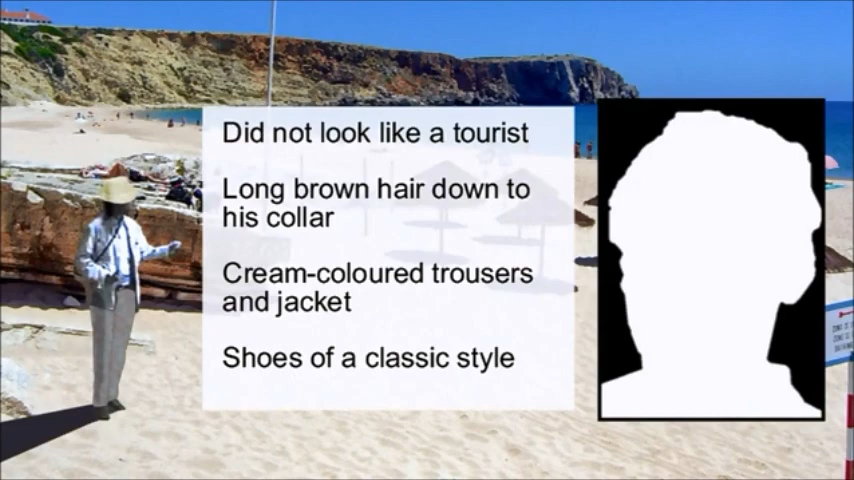 Did not look like a tourist
Long brown hair down to
his collar
Cream-coloured trousers
and jacket
Shoes of a classic style